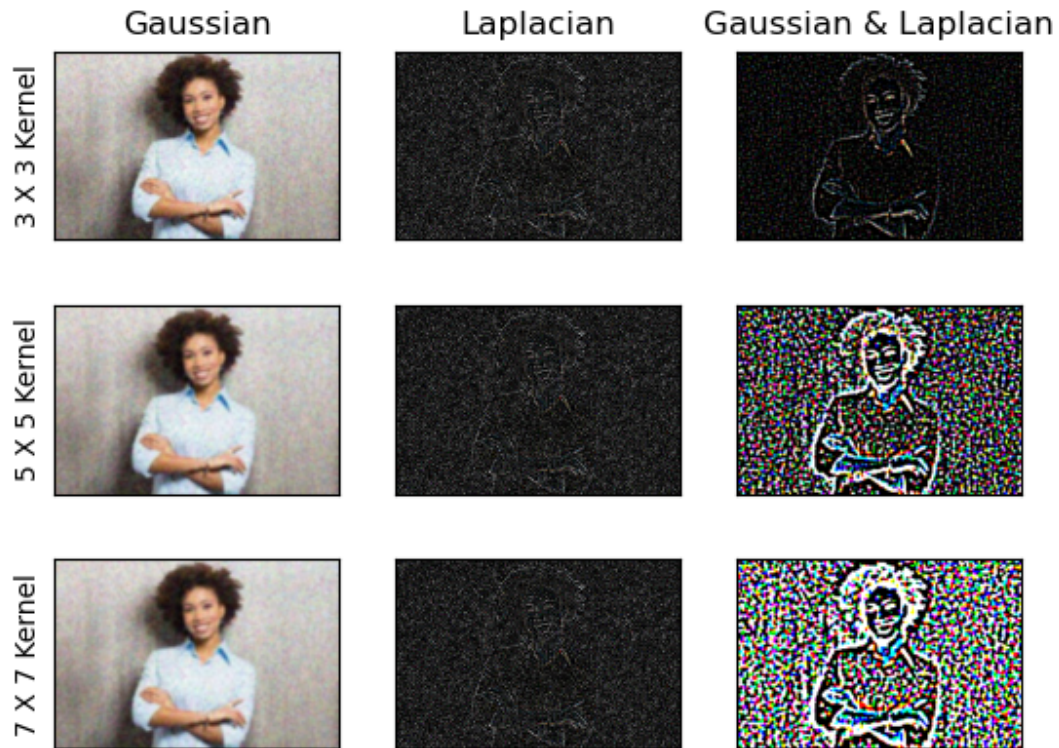 Gaussian
Laplacian
Gaussian & Laplacian
3 X 3 Kernel
5 X 5 Kernel
7 X 7 Kernel